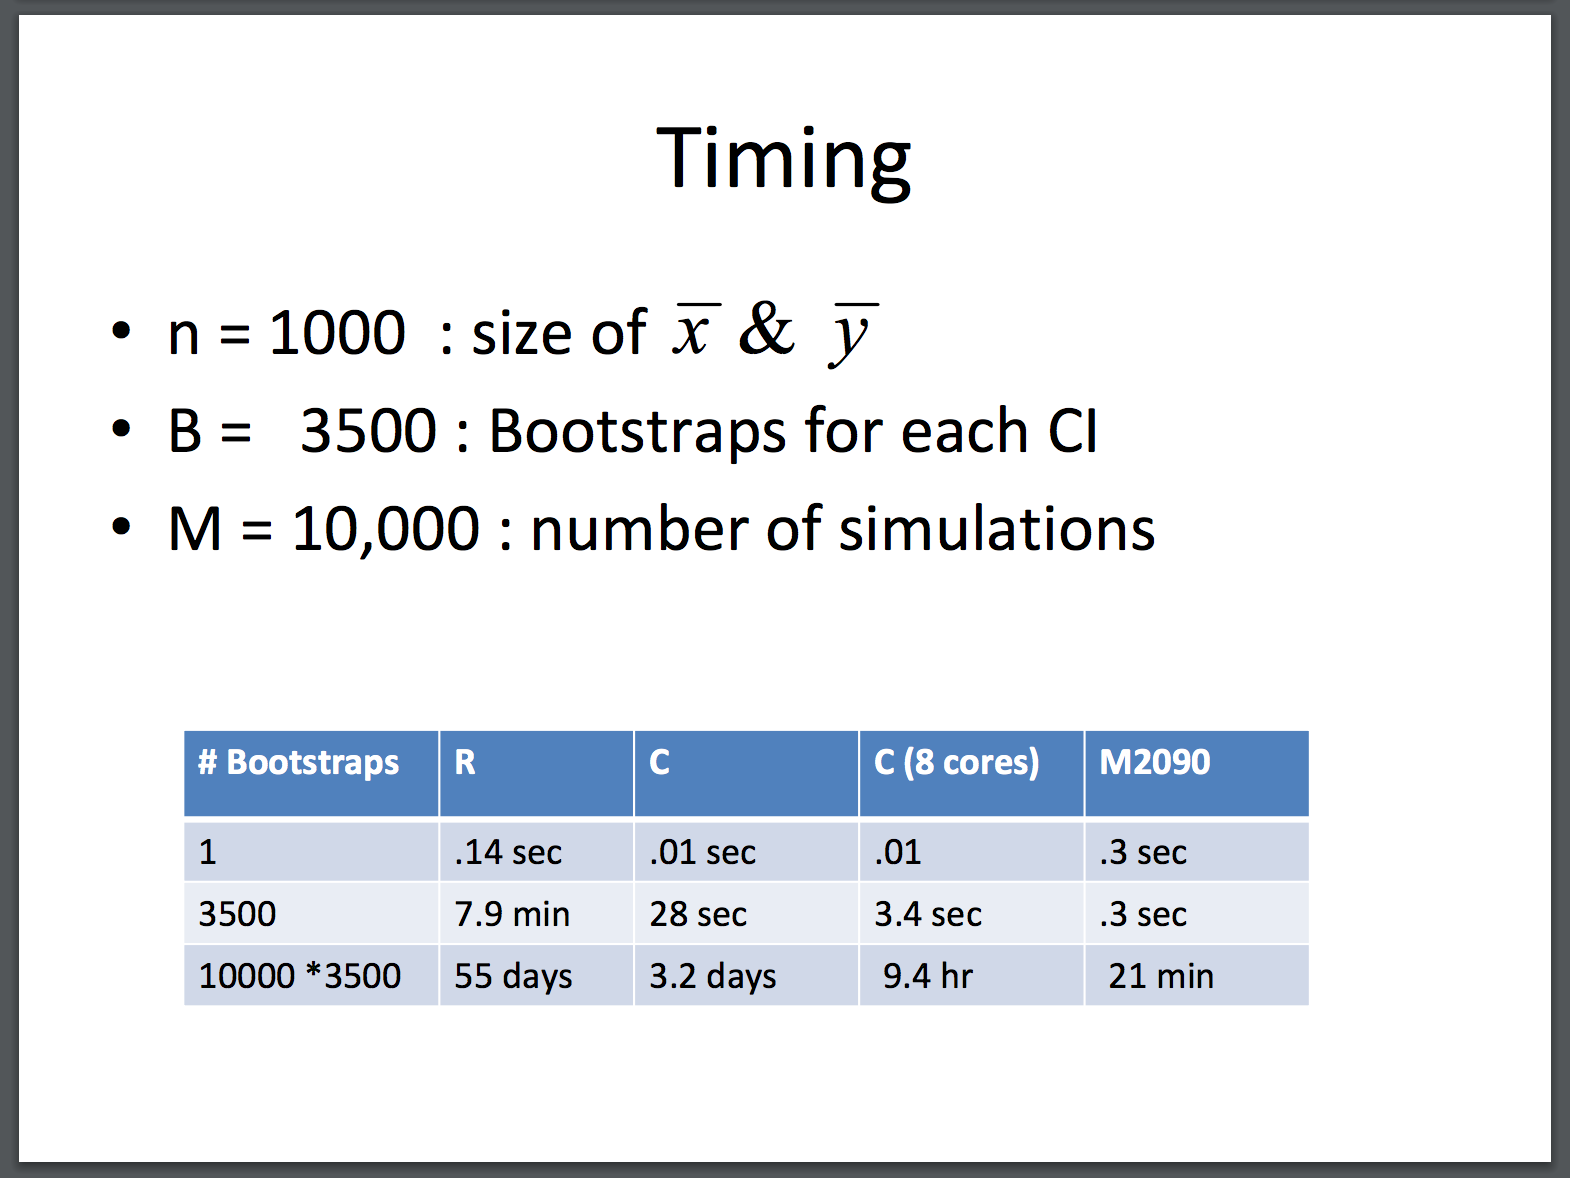 Timing
• n = 1000 : size of x̅ & y̅
• B = 3500 : Bootstraps for each CI
• M = 10,000 : number of simulations
# Bootstraps R C C (8 cores) M2090
1 .14 sec .01 sec .01 .3 sec
3500 7.9 min 28 sec 3.4 sec .3 sec
10000 *3500 55 days 3.2 days 9.4 hr 21 min